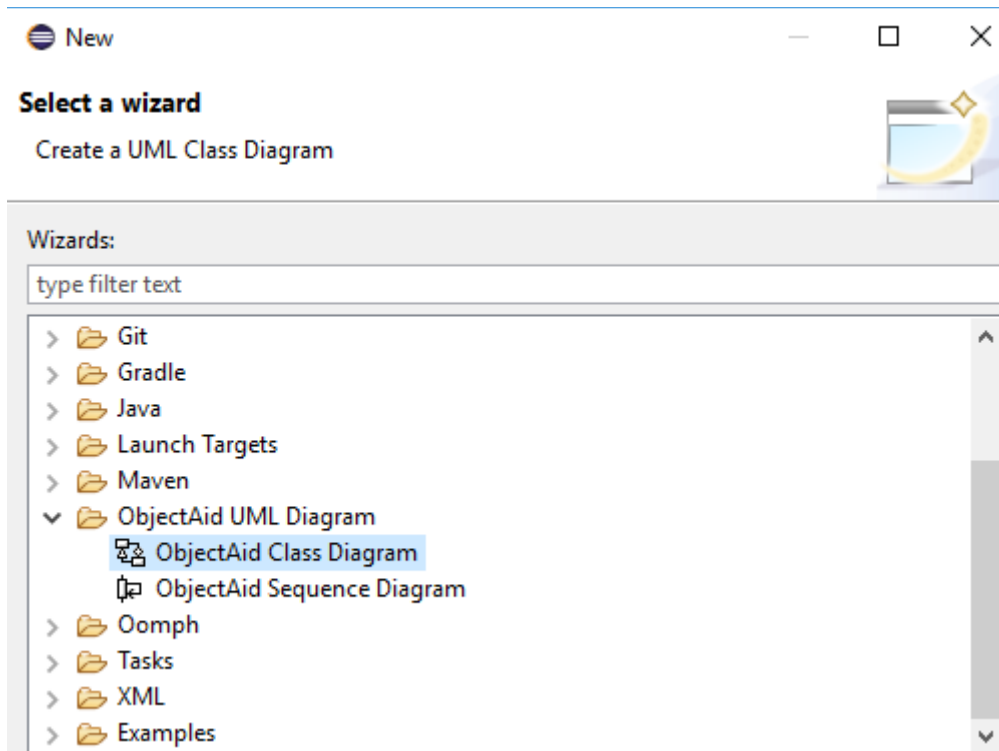 New
Select a wizard
Create a UML Class Diagram
Wizards:
type filter text
Git
Gradle
Java
Launch Targets
Maven
ObjectAid UML Diagram
ObjectAid Class Diagram
ObjectAid Sequence Diagram
Oomph
Tasks
XML
Examples